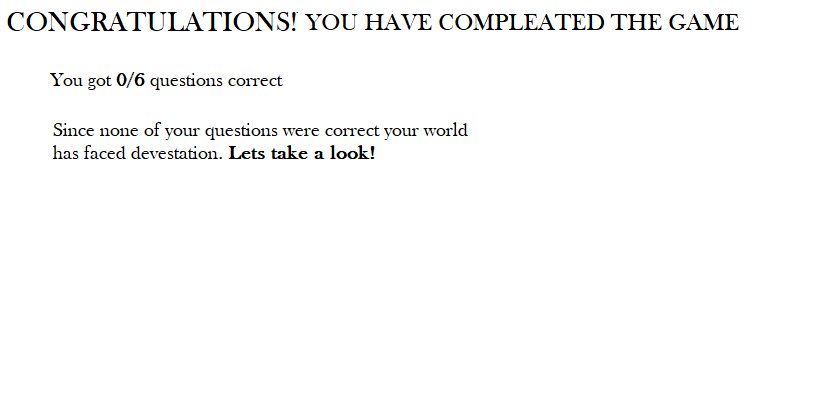 CONGRATULATIONS! YOU HAVE COMPLEATED THE GAME
You got 0/6 questions correct
Since none of your questions were correct your world
has faced devestation. Lets take a look!